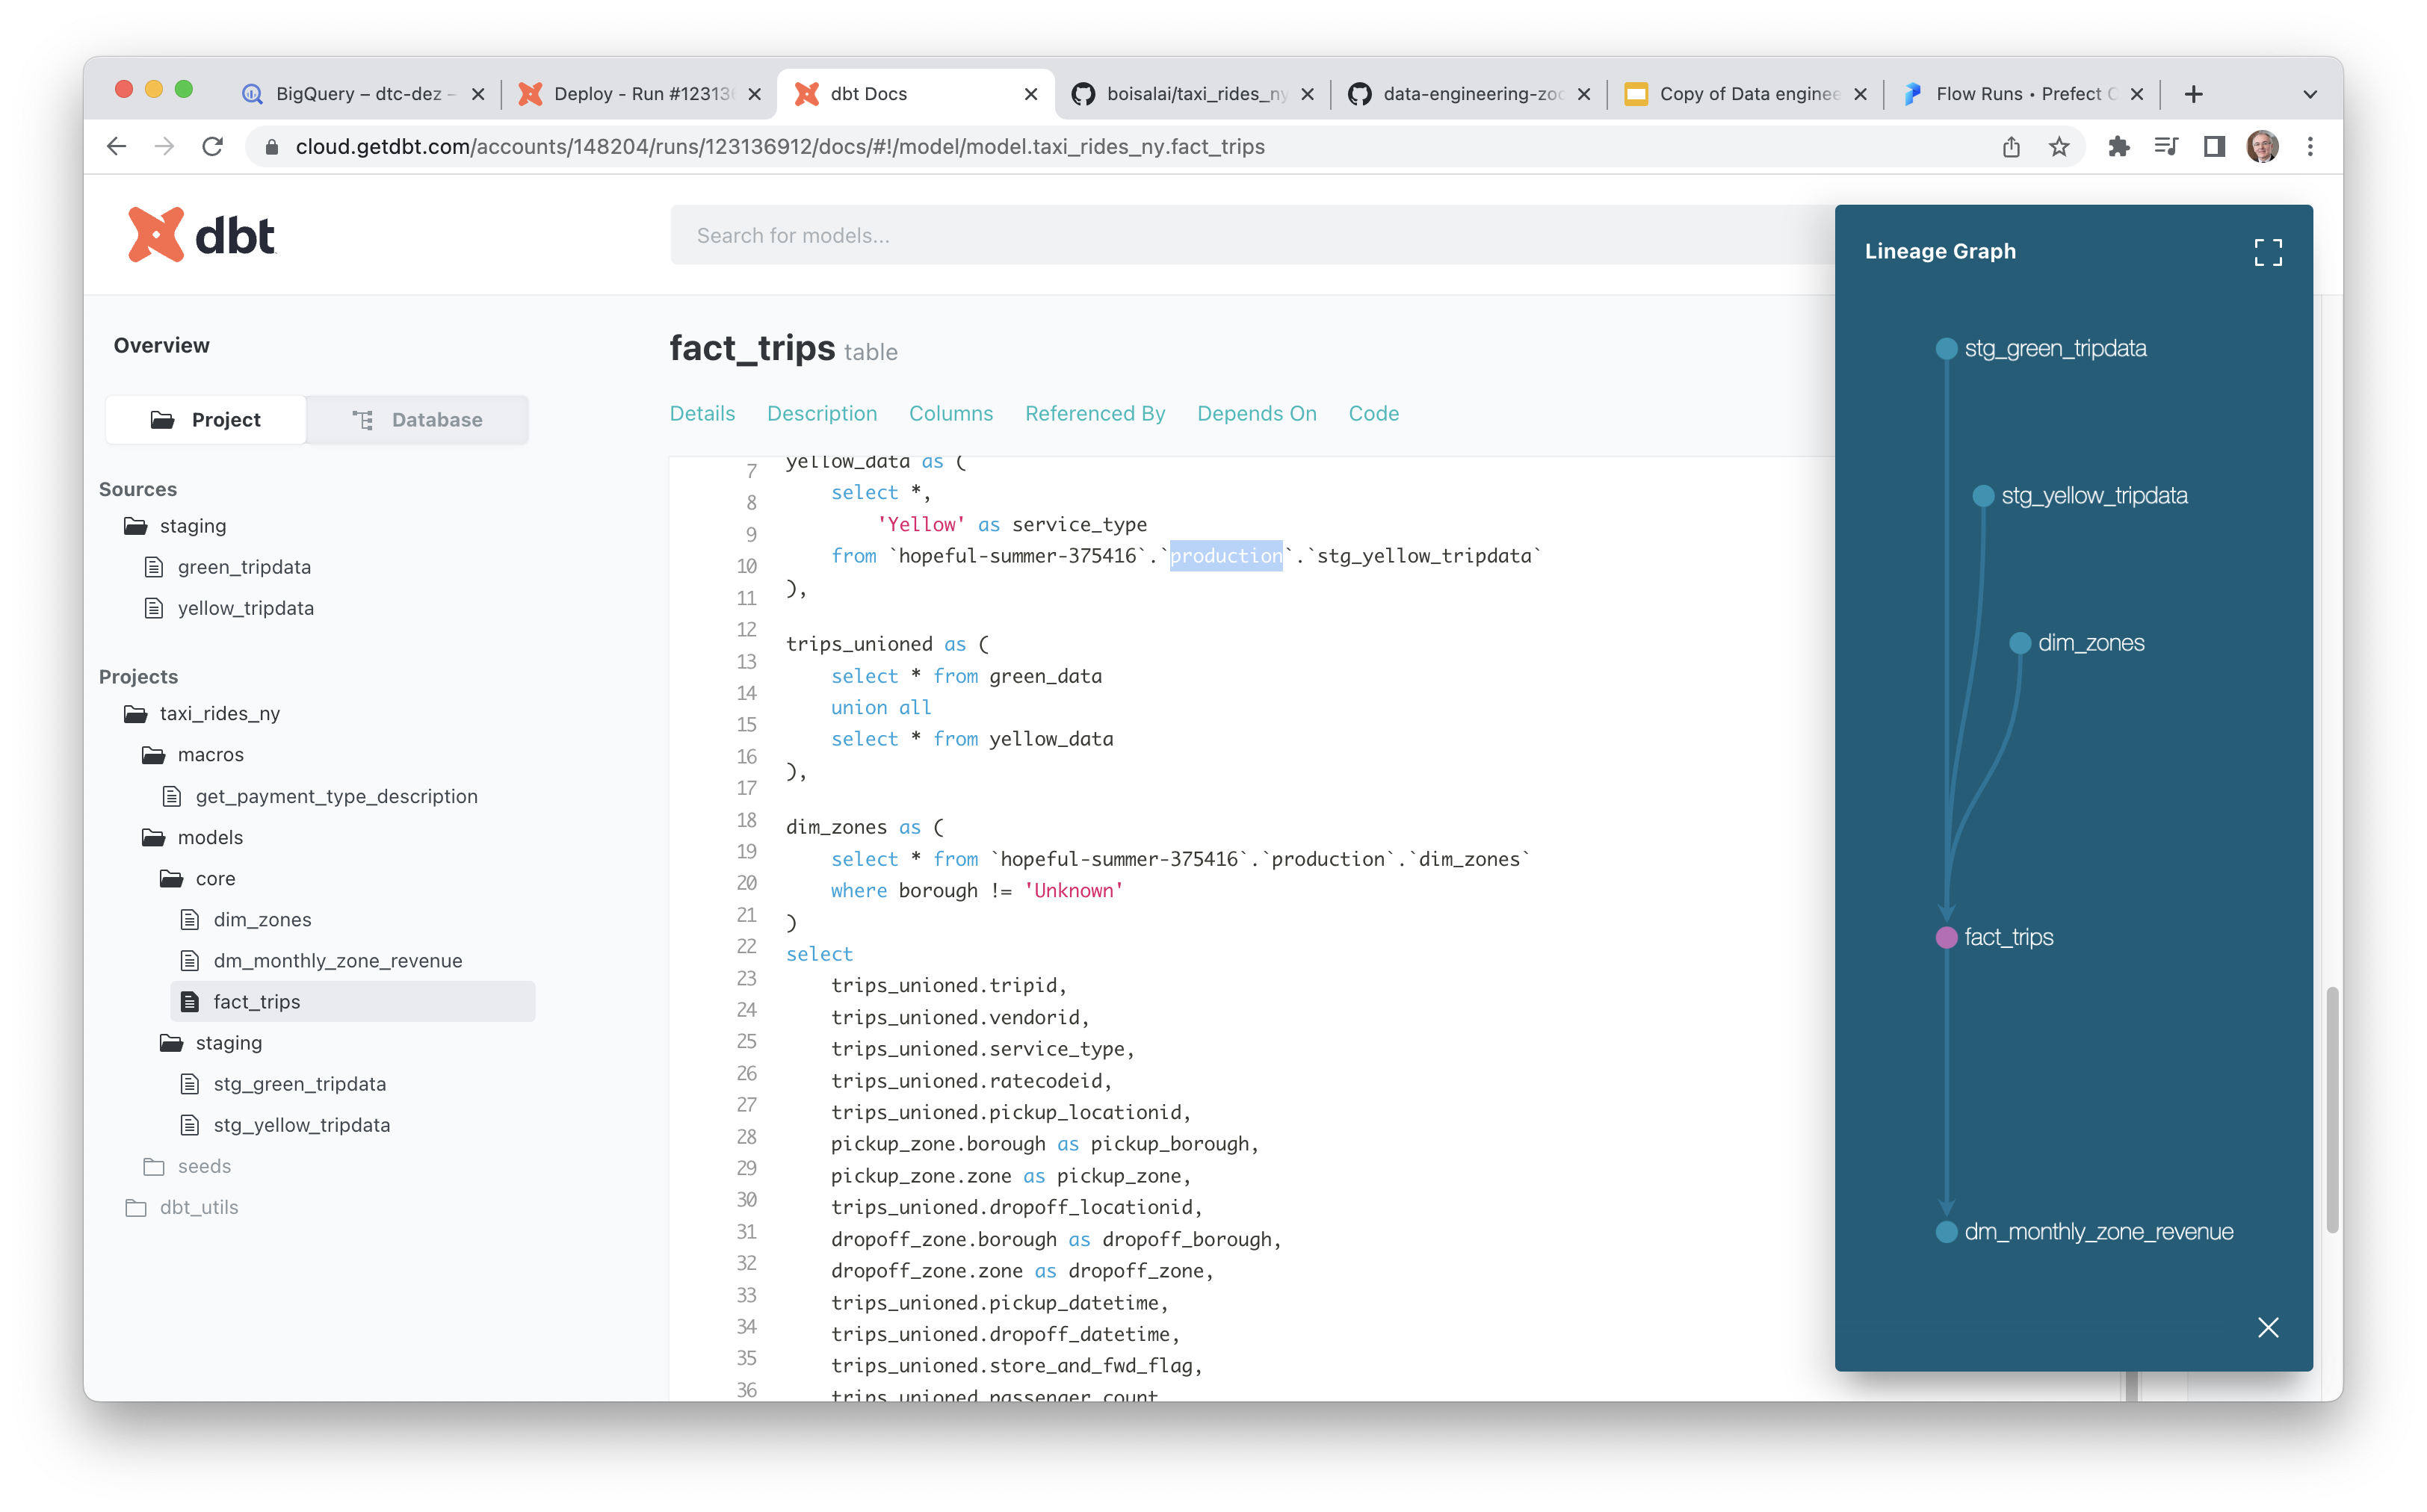 BigQuery – dtc-dez –
Deploy - Run #12313
dbt Docs
boisalai/taxi_rides_ny
data-engineering-zoo
Copy of Data enginee
Flow Runs • Prefect C
cloud.getdbt.com/accounts/148204/runs/123136912/docs/#!/model/model.taxi_rides_ny.fact_trips
dbt
Search for models...
Overview
Project
Database
Sources
staging
green_tripdata
yellow_tripdata
Projects
taxi_rides_ny
macros
get_payment_type_description
models
core
dim_zones
dm_monthly_zone_revenue
fact_trips
staging
stg_green_tripdata
stg_yellow_tripdata
seeds
dbt_utils
fact_trips table
Details Description Columns Referenced By Depends On Code
7 yellow_data as (
8 select *,
9 'Yellow' as service_type
10 from `hopeful-summer-375416`.`production`.`stg_yellow_tripdata`
11 ),
12
13 trips_unioned as (
14 select * from green_data
15 union all
16 select * from yellow_data
17 ),
18
19 dim_zones as (
20 select * from `hopeful-summer-375416`.`production`.`dim_zones`
21 where borough != 'Unknown'
22 )
23 select
24 trips_unioned.tripid,
25 trips_unioned.vendorid,
26 trips_unioned.service_type,
27 trips_unioned.ratecodeid,
28 trips_unioned.pickup_locationid,
29 pickup_zone.borough as pickup_borough,
30 pickup_zone.zone as pickup_zone,
31 trips_unioned.dropoff_locationid,
32 dropoff_zone.borough as dropoff_borough,
33 dropoff_zone.zone as dropoff_zone,
34 trips_unioned.pickup_datetime,
35 trips_unioned.dropoff_datetime,
36 trips_unioned.store_and_fwd_flag,
trips_unioned.passenger_count
Lineage Graph
stg_green_tripdata
stg_yellow_tripdata
dim_zones
fact_trips
dm_monthly_zone_revenue